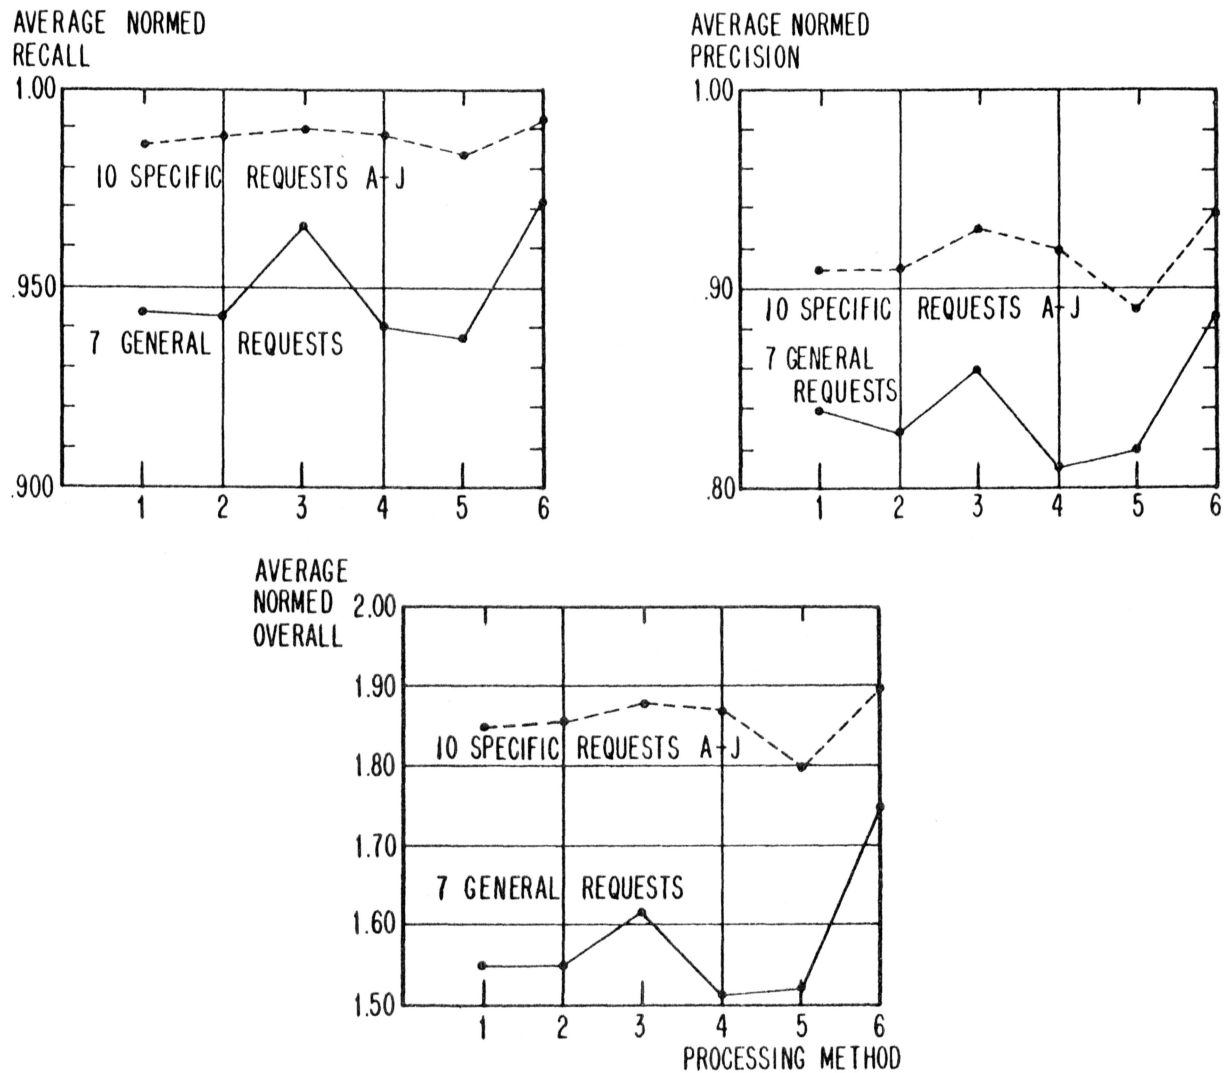 AVERAGE NORMED
RECALL
1.00
10 SPECIFIC REQUESTS A-J
.950
7 GENERAL REQUESTS
.900
1 2 3 4 5 6
AVERAGE NORMED
PRECISION
1.00
.90
10 SPECIFIC REQUESTS A-J
7 GENERAL
REQUESTS
.80
1 2 3 4 5 6
AVERAGE
NORMED
OVERALL
2.00
1.90
10 SPECIFIC REQUESTS A-J
1.80
1.70
7 GENERAL REQUESTS
1.60
1.50
1 2 3 4 5 6
PROCESSING METHOD